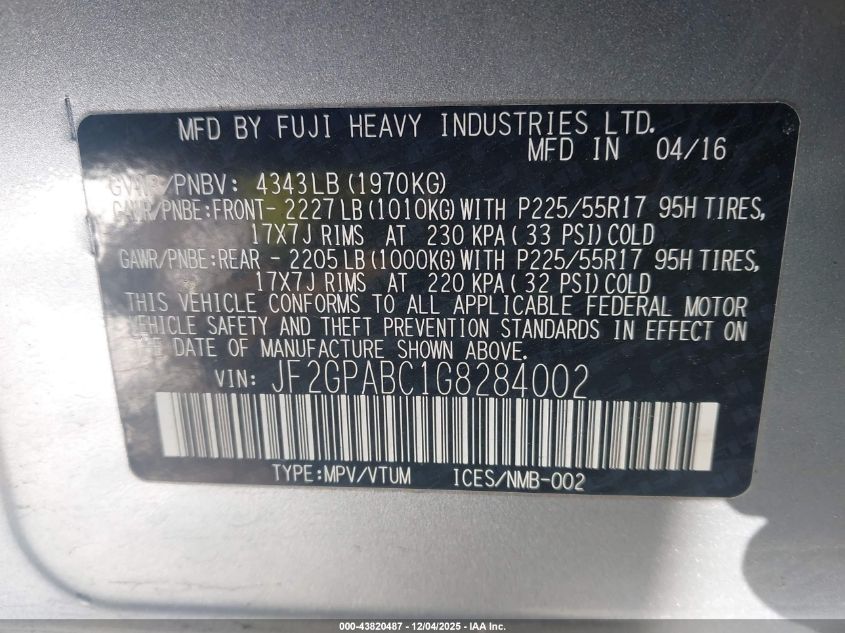 MFD BY FUJI HEAVY INDUSTRIES LTD.
MFD IN 04/16
GVWR/PNBV: 4343LB(1970KG)
GAWR/PNBE:FRONT- 2227LB(1010KG)WITH P225/55R17 95H TIRES,
17X7J RIMS AT 230 KPA(33 PSI)COLD
GAWR/PNBE:REAR - 2205LB(1000KG)WITH P225/55R17 95H TIRES,
17X7J RIMS AT 220 KPA(32 PSI)COLD
THIS VEHICLE CONFORMS TO ALL APPLICABLE FEDERAL MOTOR
VEHICLE SAFETY AND THEFT PREVENTION STANDARDS IN EFFECT ON
THE DATE OF MANUFACTURE SHOWN ABOVE.
VIN: JF2GPABC1G8284002
TYPE:MPV/VTUM ICES/NMB-002
000-43820487 - 12/04/2025 - IAA Inc.